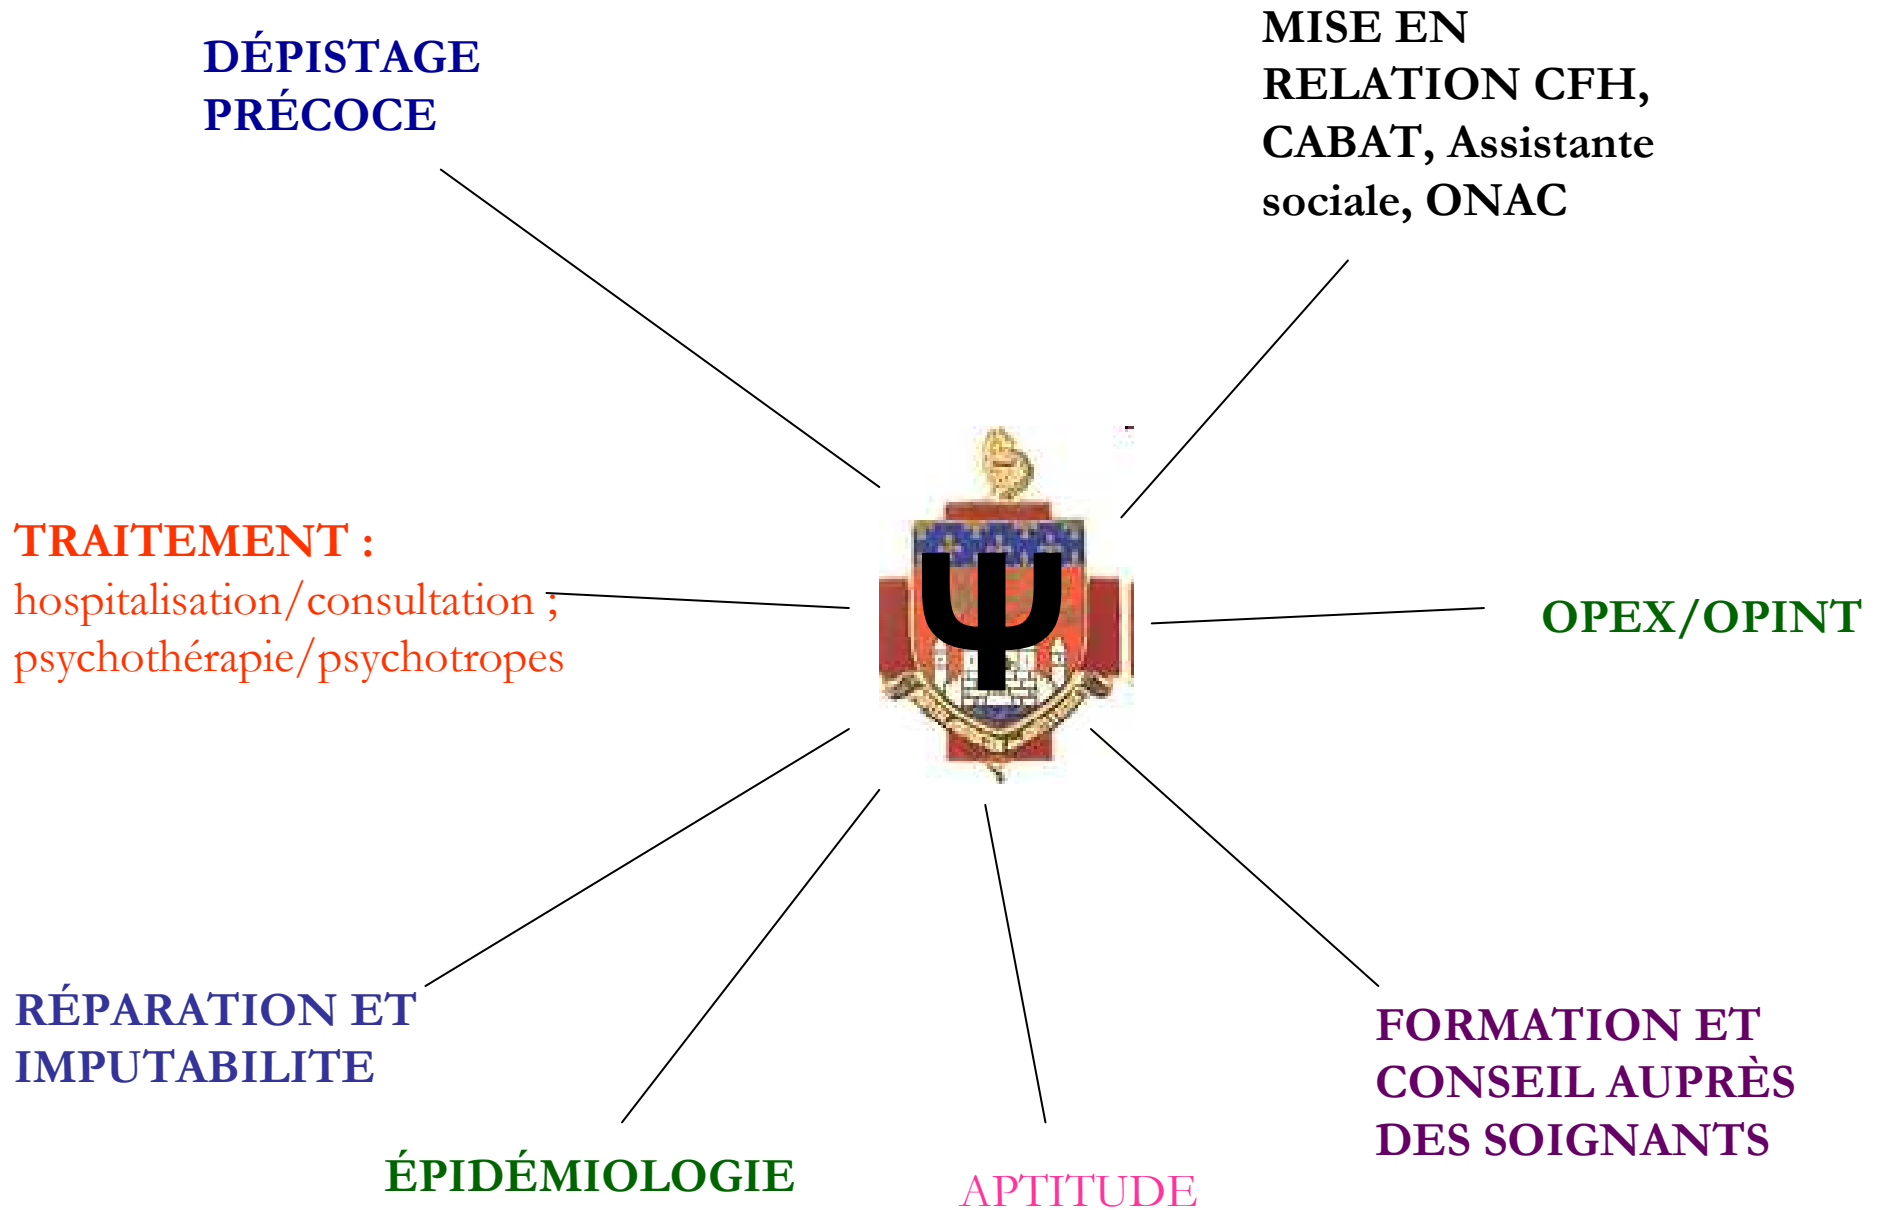 DÉPISTAGE
PRÉCOCE
MISE EN
RELATION CFH,
CABAT, Assistante
sociale, ONAC
TRAITEMENT :
hospitalisation/consultation ;
psychothérapie/psychotropes
Ψ
OPEX/OPINT
RÉPARATION ET
IMPUTABILITE
FORMATION ET
CONSEIL AUPRÈS
DES SOIGNANTS
ÉPIDÉMIOLOGIE
APTITUDE